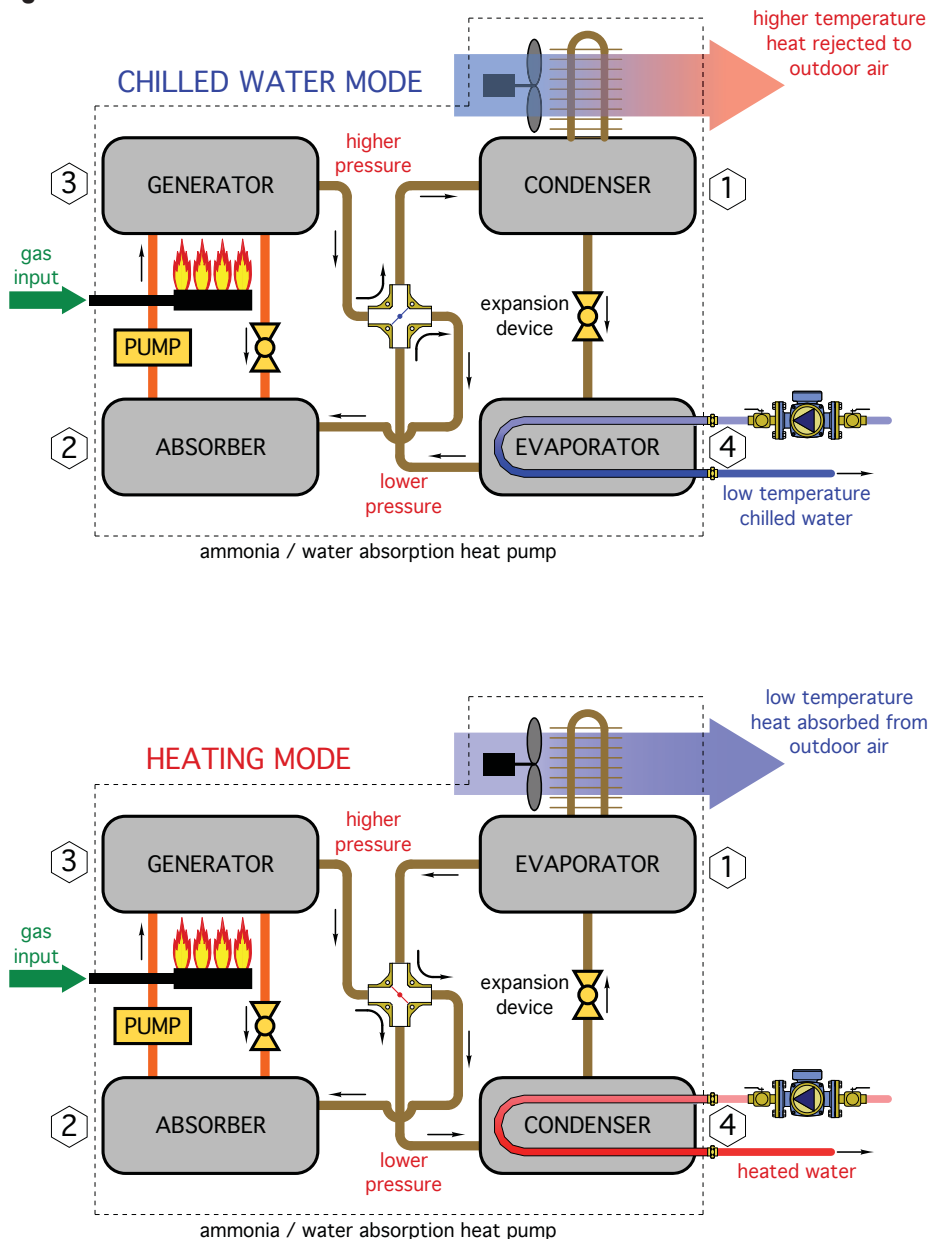 higher temperature
heat rejected to
outdoor air
CHILLED WATER MODE
higher
pressure
3
GENERATOR
CONDENSER
1
gas
input
expansion
device
PUMP
2
ABSORBER
EVAPORATOR
4
lower
pressure
low temperature
chilled water
ammonia / water absorption heat pump
low temperature
heat absorbed from
outdoor air
HEATING MODE
higher
pressure
3
GENERATOR
EVAPORATOR
1
gas
input
expansion
device
PUMP
2
ABSORBER
CONDENSER
4
lower
pressure
heated water
ammonia / water absorption heat pump